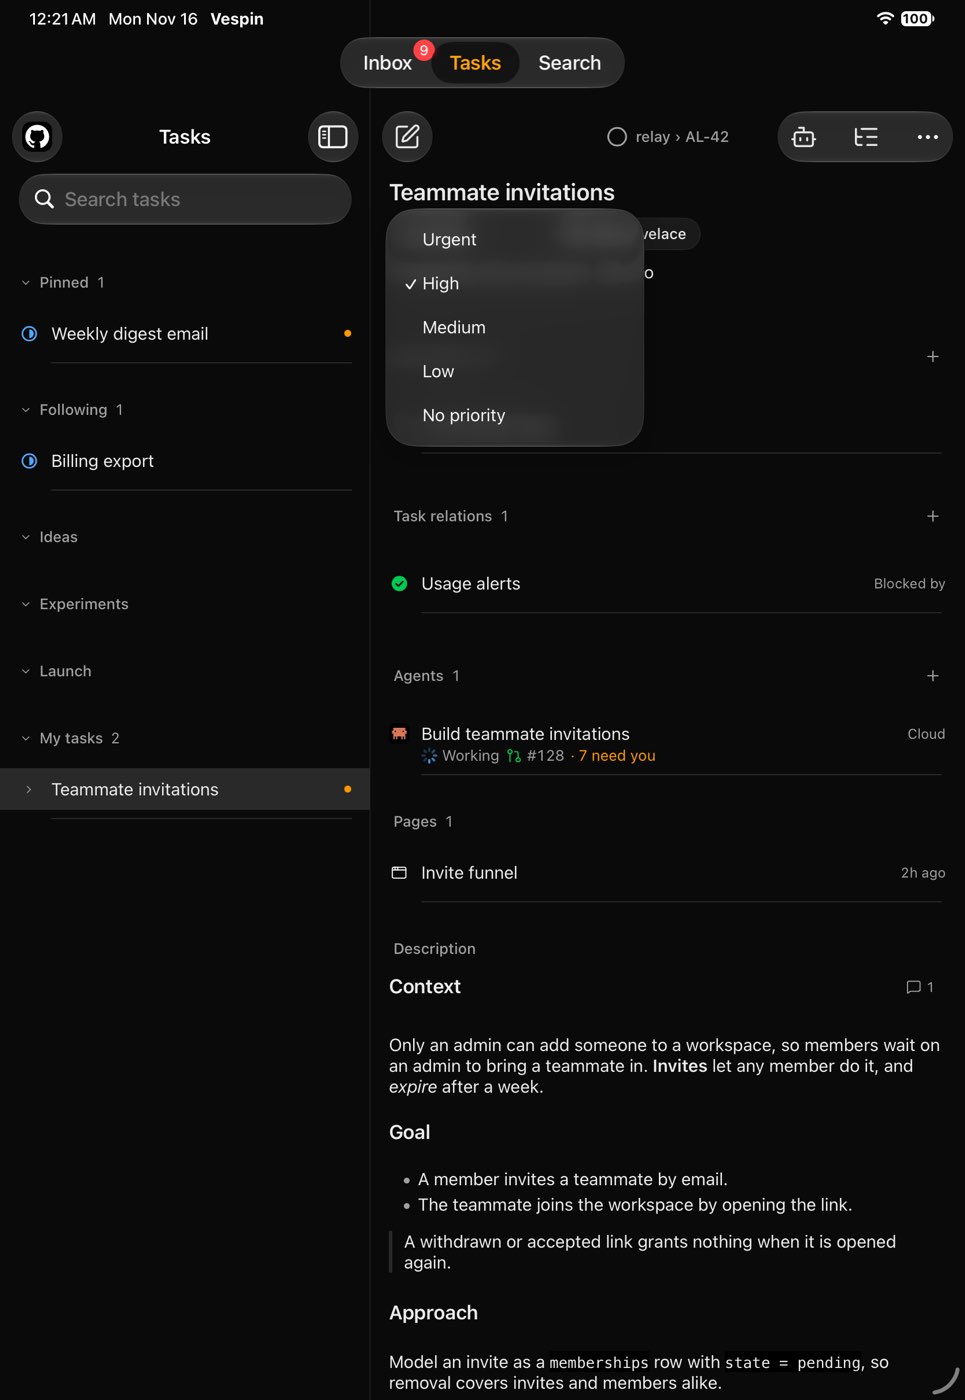 12:21 AM Mon Nov 16 Vespin
100
Inbox 9 Tasks Search
Tasks
Search tasks
Pinned 1
Weekly digest email
Following 1
Billing export
Ideas
Experiments
Launch
My tasks 2
Teammate invitations
relay › AL-42
Teammate invitations
Urgent
High
Medium
Low
No priority
Task relations 1
Usage alerts Blocked by
Agents 1
Build teammate invitations Cloud
Working #128 · 7 need you
Pages 1
Invite funnel 2h ago
Description
Context 1
Only an admin can add someone to a workspace, so members wait on
an admin to bring a teammate in. Invites let any member do it, and
expire after a week.
Goal
• A member invites a teammate by email.
• The teammate joins the workspace by opening the link.
A withdrawn or accepted link grants nothing when it is opened
again.
Approach
Model an invite as a memberships row with state = pending, so
removal covers invites and members alike.